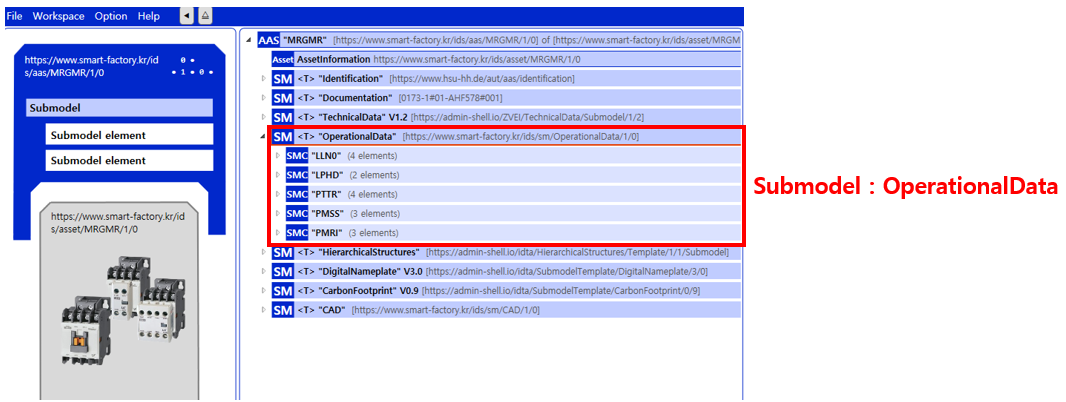 File Workspace Option Help
https://www.smart-factory.kr/id
s/aas/MRGMR/1/0
Submodel
Submodel element
Submodel element
https://www.smart-factory.kr/id
s/asset/MRGMR/1/0
AAS "MRGMR" [https://www.smart-factory.kr/ids/aas/MRGMR/1/0] of [https://www.smart-factory.kr/ids/asset/MRGM
Asset AssetInformation https://www.smart-factory.kr/ids/asset/MRGMR/1/0
SM <T> "Identification" [https://www.hsu-hh.de/aut/aas/identification]
SM <T> "Documentation" [0173-1#01-AHF578#001]
SM <T> "TechnicalData" V1.2 [https://admin-shell.io/ZVEI/TechnicalData/Submodel/1/2]
SM <T> "OperationalData" [https://www.smart-factory.kr/ids/sm/OperationalData/1/0]
SMC "LLN0" (4 elements)
SMC "LPHD" (2 elements)
SMC "PTTR" (4 elements)
SMC "PMSS" (3 elements)
SMC "PMRI" (3 elements)
SM <T> "HierarchicalStructures" [https://admin-shell.io/idta/HierarchicalStructures/Template/1/1/Submodel]
SM <T> "DigitalNameplate" V3.0 [https://admin-shell.io/idta/SubmodelTemplate/DigitalNameplate/3/0]
SM <T> "CarbonFootprint" V0.9 [https://admin-shell.io/idta/SubmodelTemplate/CarbonFootprint/0/9]
SM <T> "CAD" [https://www.smart-factory.kr/ids/sm/CAD/1/0]
Submodel : OperationalData